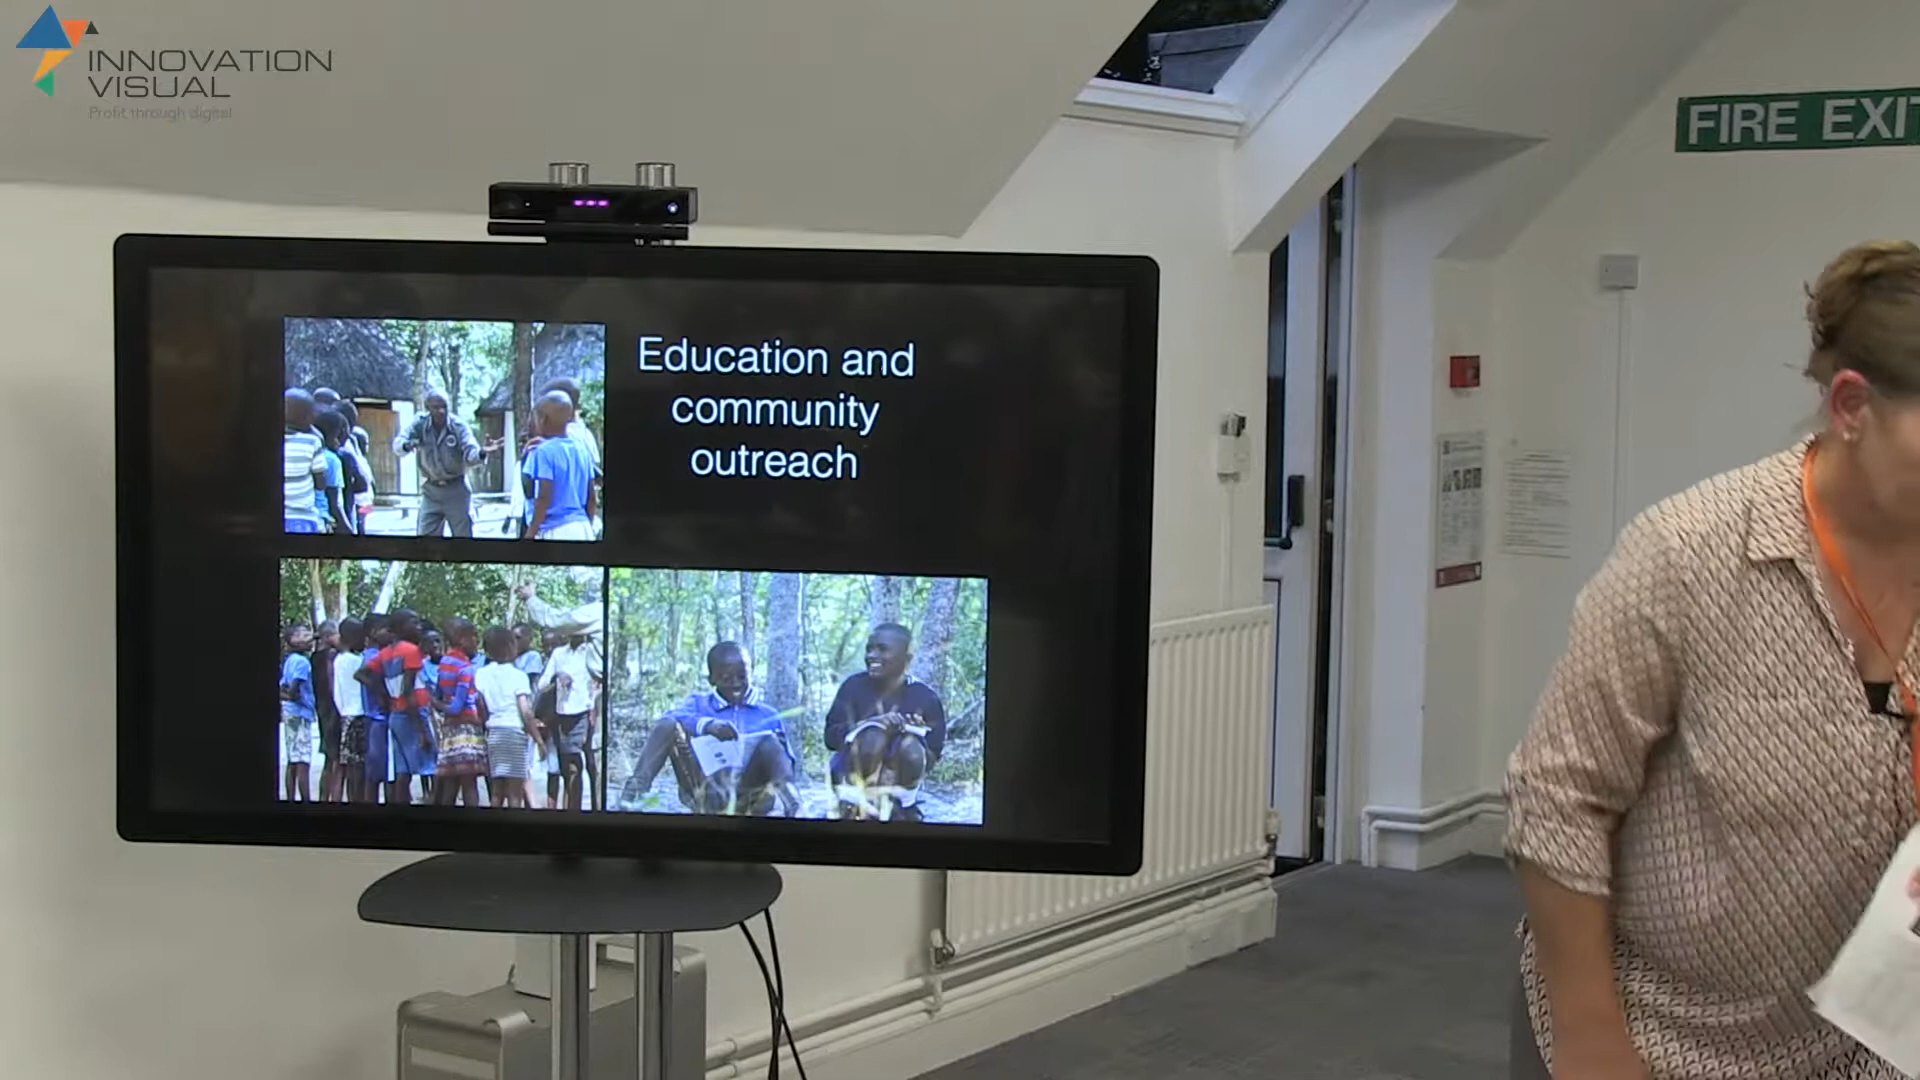 INNOVATION
VISUAL
Profit through digital
FIRE EXIT
Education and
community
outreach